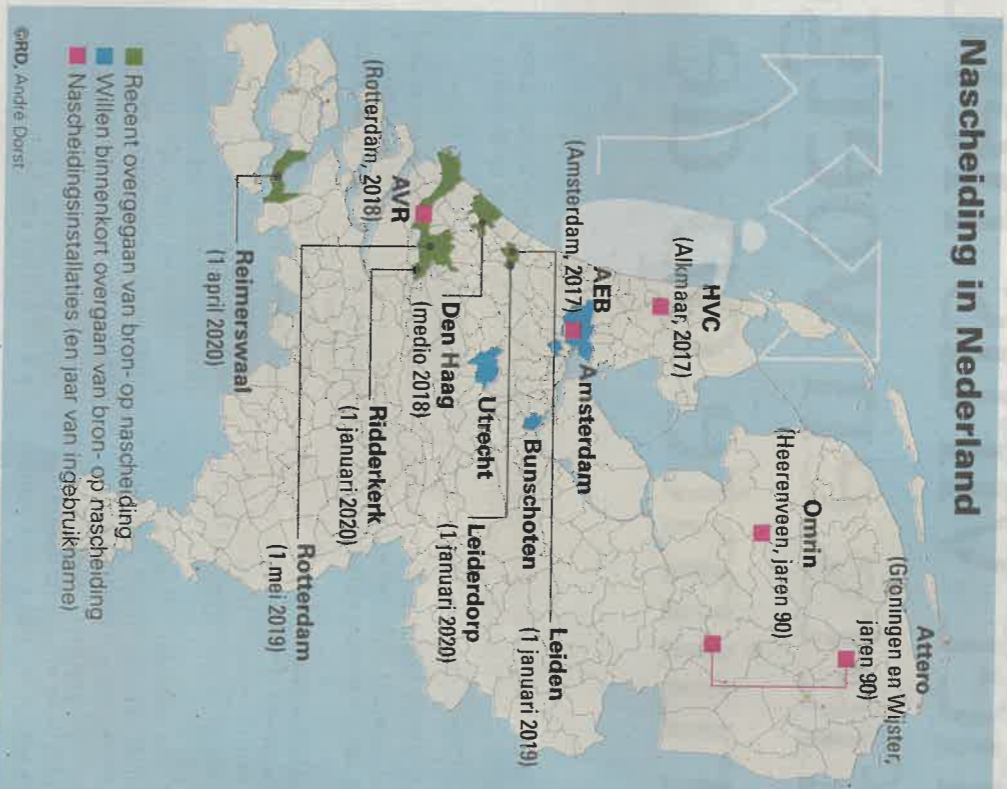 Nascheiding in Nederland
Attero
(Groningen en Wijster,
jaren 90)
Omrin
(Heerenveen, jaren 90)
HVC
(Alkmaar, 2017)
AEB
(Amsterdam, 2017)
Amsterdam
Bunschoten
Utrecht
Leiden
(1 januari 2019)
Leiderdorp
(1 januari 2020)
Den Haag
(medio 2018)
Ridderkerk
(1 januari 2020)
Rotterdam
(1 mei 2019)
AVR
(Rotterdam, 2018)
Reimerswaal
(1 april 2020)
Recent overgegaan van bron- op nascheiding
Willen binnenkort overgaan van bron- op nascheiding
Nascheidingsinstallaties (en jaar van ingebruikname)
©RD, André Dorst